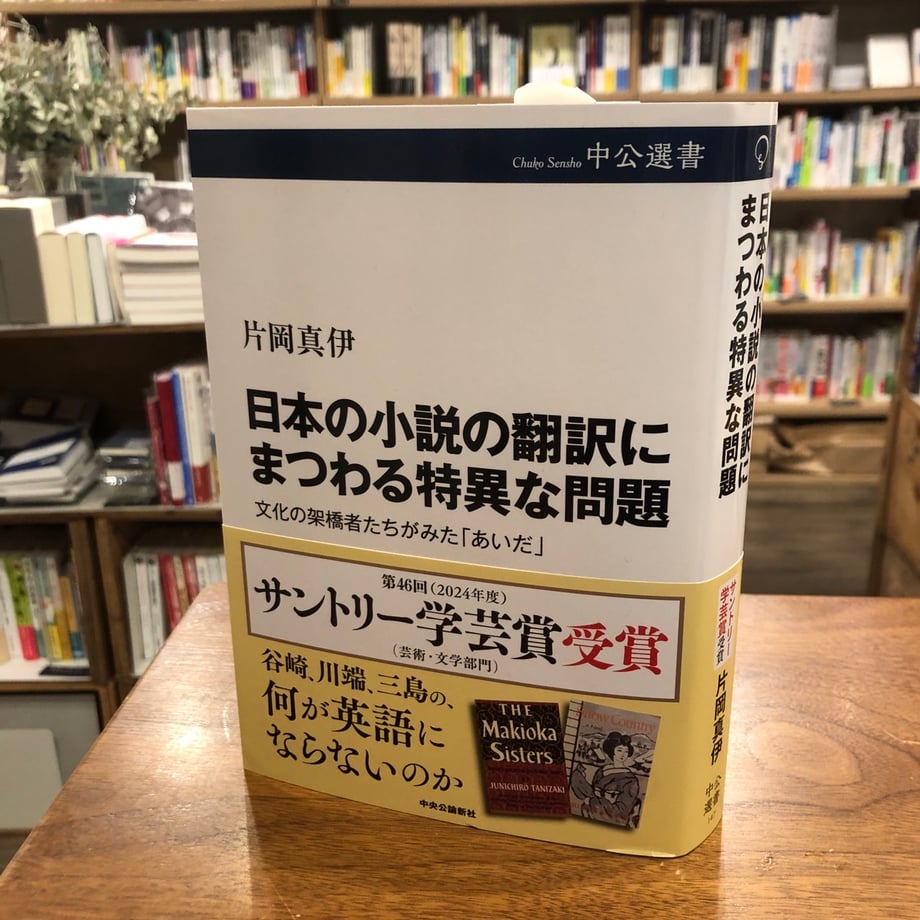 Chuko Sensho 中公選書
片岡真伊
日本の小説の翻訳に
まつわる特異な問題
文化の架橋者たちがみた「あいだ」
第46回(2024年度)
サントリー学芸賞受賞
(芸術・文学部門)
谷崎、川端、三島の、
何が英語に
ならないのか
THE
Makioka
Sisters
JUNICHIRO TANIZAKI
Snow Country
中央公論新社
日本の小説の翻訳に
まつわる特異な問題
サントリー
学芸賞受賞
片岡真伊
中公
選書